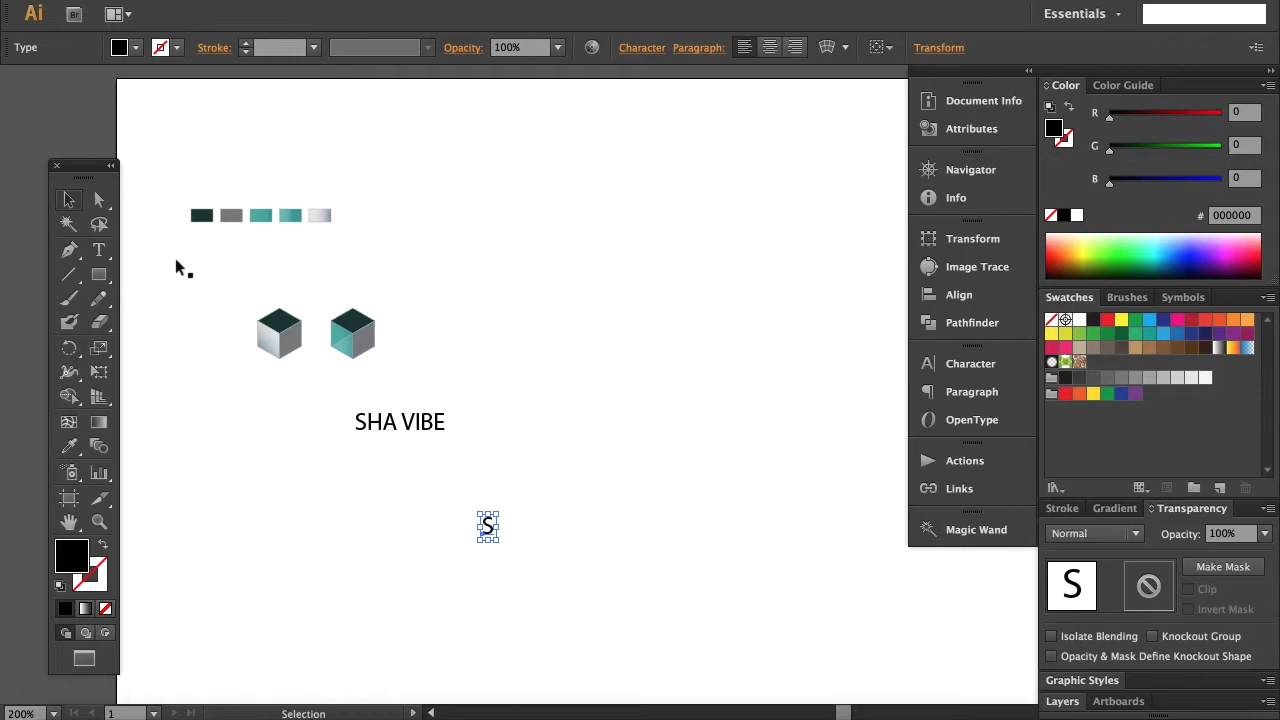 Ai Br Essentials
Type Stroke: Opacity: 100% Character Paragraph: Transform
Document Info
Attributes
Navigator
Info
Transform
Image Trace
Align
Pathfinder
Character
Paragraph
OpenType
Actions
Links
Magic Wand
Color Color Guide
R 0
G 0
B 0
# 000000
Swatches Brushes Symbols
Stroke Gradient Transparency
Normal Opacity: 100%
S
Make Mask
Clip
Invert Mask
Isolate Blending Knockout Group
Opacity & Mask Define Knockout Shape
Graphic Styles
Layers Artboards
T
SHA VIBE
S
200% 1 Selection